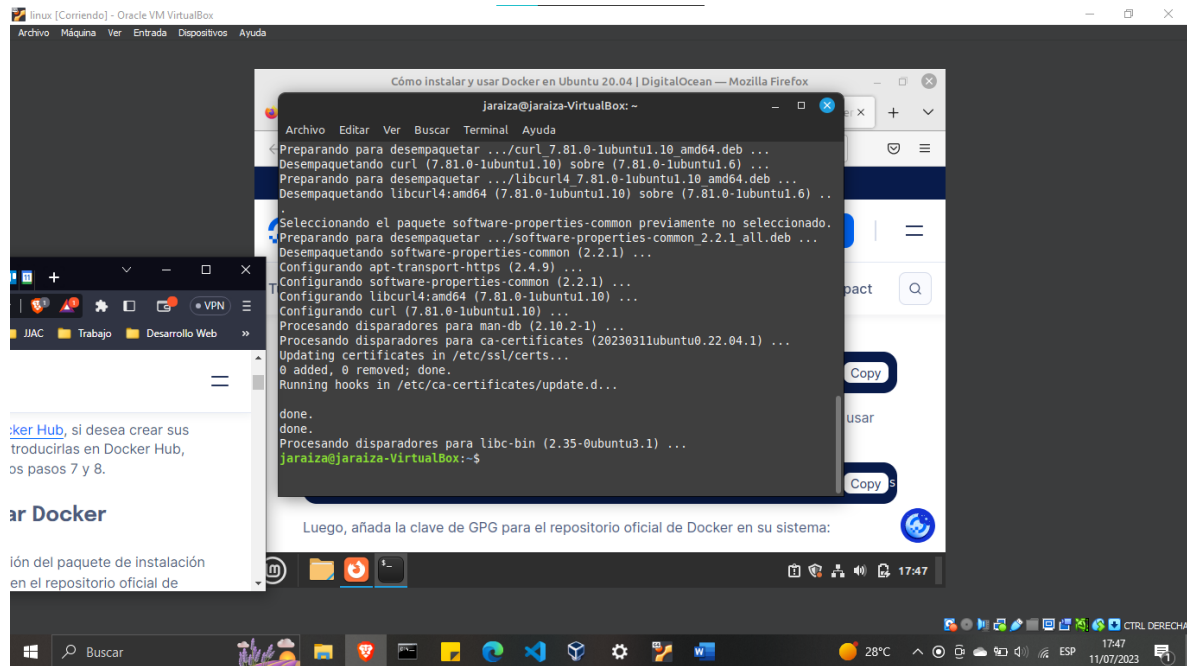 linux [Corriendo] - Oracle VM VirtualBox
Archivo Máquina Ver Entrada Dispositivos Ayuda
Cómo instalar y usar Docker en Ubuntu 20.04 | DigitalOcean — Mozilla Firefox
jaraiza@jaraiza-VirtualBox: ~
Archivo Editar Ver Buscar Terminal Ayuda
Preparando para desempaquetar .../curl_7.81.0-1ubuntu1.10_amd64.deb ...
Desempaquetando curl (7.81.0-1ubuntu1.10) sobre (7.81.0-1ubuntu1.6) ...
Preparando para desempaquetar .../libcurl4_7.81.0-1ubuntu1.10_amd64.deb ...
Desempaquetando libcurl4:amd64 (7.81.0-1ubuntu1.10) sobre (7.81.0-1ubuntu1.6) ..
.
Seleccionando el paquete software-properties-common previamente no seleccionado.
Preparando para desempaquetar .../software-properties-common_2.2.1_all.deb ...
Desempaquetando software-properties-common (2.2.1) ...
Configurando apt-transport-https (2.4.9) ...
Configurando software-properties-common (2.2.1) ...
Configurando libcurl4:amd64 (7.81.0-1ubuntu1.10) ...
Configurando curl (7.81.0-1ubuntu1.10) ...
Procesando disparadores para man-db (2.10.2-1) ...
Procesando disparadores para ca-certificates (20230311ubuntu0.22.04.1) ...
Updating certificates in /etc/ssl/certs...
0 added, 0 removed; done.
Running hooks in /etc/ca-certificates/update.d...
done.
done.
Procesando disparadores para libc-bin (2.35-0ubuntu3.1) ...
jaraiza@jaraiza-VirtualBox:~$
pact
Copy
usar
Copy s
Luego, añada la clave de GPG para el repositorio oficial de Docker en su sistema:
17:47
VPN
JJAC Trabajo Desarrollo Web »
cker Hub, si desea crear sus
troducirlas en Docker Hub,
os pasos 7 y 8.
ar Docker
ión del paquete de instalación
en el repositorio oficial de
CTRL DERECHA
Buscar
28°C
ESP
17:47
11/07/2023